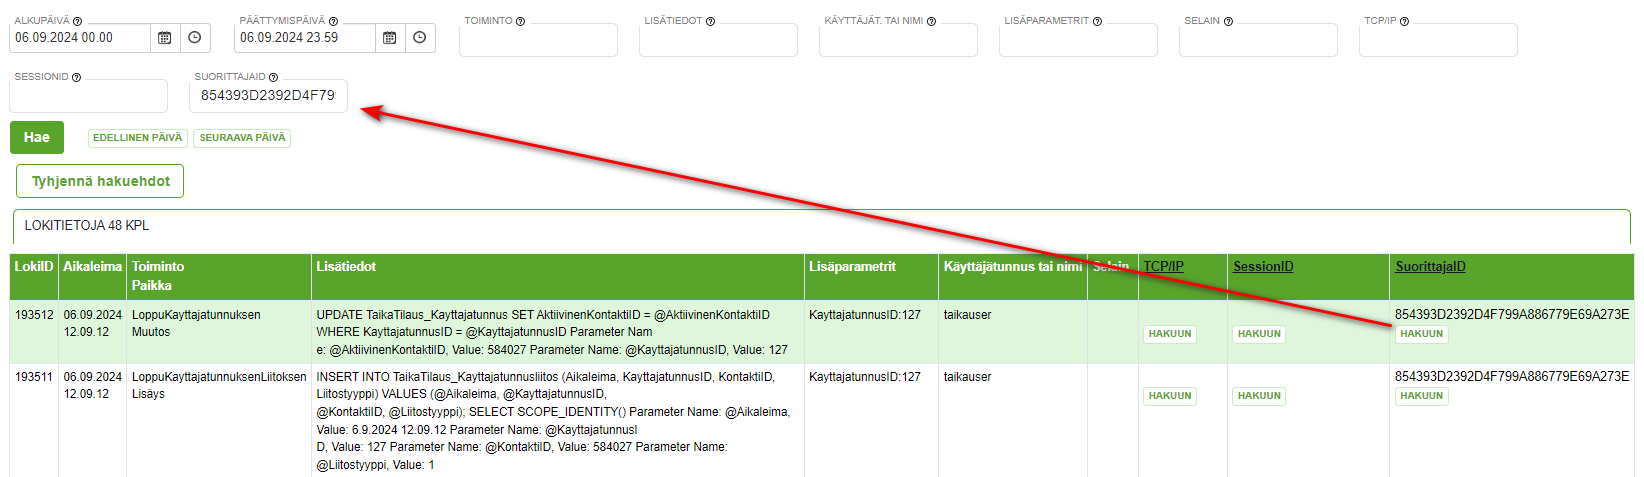 ALKUPÄIVÄ
PÄÄTTYMISPÄIVÄ
TOIMINTO
LISÄTIEDOT
KÄYTTÄJÄT. TAI NIMI
LISÄPARAMETRIT
SELAIN
TCP/IP
06.09.2024 00.00
06.09.2024 23.59
SESSIONID
SUORITTAJAID
854393D2392D4F79
Hae
EDELLINEN PÄIVÄ
SEURAAVA PÄIVÄ
Tyhjennä hakuehdot
LOKITIETOJA 48 KPL
LokiID
Aikaleima
Toiminto
Paikka
Lisätiedot
Lisäparametrit
Käyttäjätunnus tai nimi
Selain
TCP/IP
SessionID
SuorittajaID
193512
06.09.2024
12.09.12
LoppuKayttajatunnuksen
Muutos
UPDATE TaikaTilaus_Kayttajatunnus SET AktiivinenKontaktiID = @AktiivinenKontaktiID
WHERE KayttajatunnusID = @KayttajatunnusID Parameter Nam
e: @AktiivinenKontaktiID, Value: 584027 Parameter Name: @KayttajatunnusID, Value: 127
KayttajatunnusID:127
taikauser
HAKUUN
HAKUUN
854393D2392D4F799A886779E69A273E
HAKUUN
193511
06.09.2024
12.09.12
LoppuKayttajatunnuksenLiitoksen
Lisäys
INSERT INTO TaikaTilaus_Kayttajatunnusliitos (Aikaleima, KayttajatunnusID, KontaktiID,
Liitostyyppi) VALUES (@Aikaleima, @KayttajatunnusID,
@KontaktiID, @Liitostyyppi); SELECT SCOPE_IDENTITY() Parameter Name: @Aikaleima,
Value: 6.9.2024 12.09.12 Parameter Name: @KayttajatunnusI
D, Value: 127 Parameter Name: @KontaktiID, Value: 584027 Parameter Name:
@Liitostyyppi, Value: 1
KayttajatunnusID:127
taikauser
HAKUUN
HAKUUN
854393D2392D4F799A886779E69A273E
HAKUUN